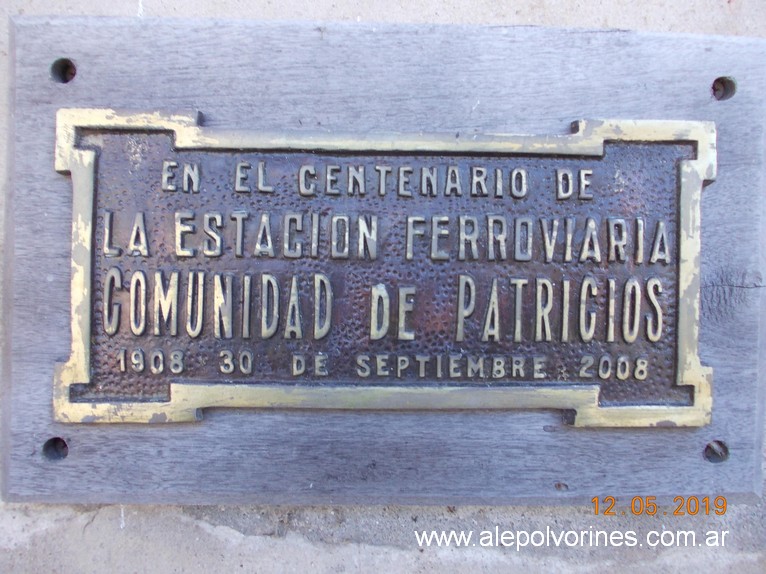 EN EL CENTENARIO DE
LA ESTACION FERROVIARIA
COMUNIDAD DE PATRICIOS
1908 30 DE SEPTIEMBRE 2008
12.05.2019
www.alepolvorines.com.ar